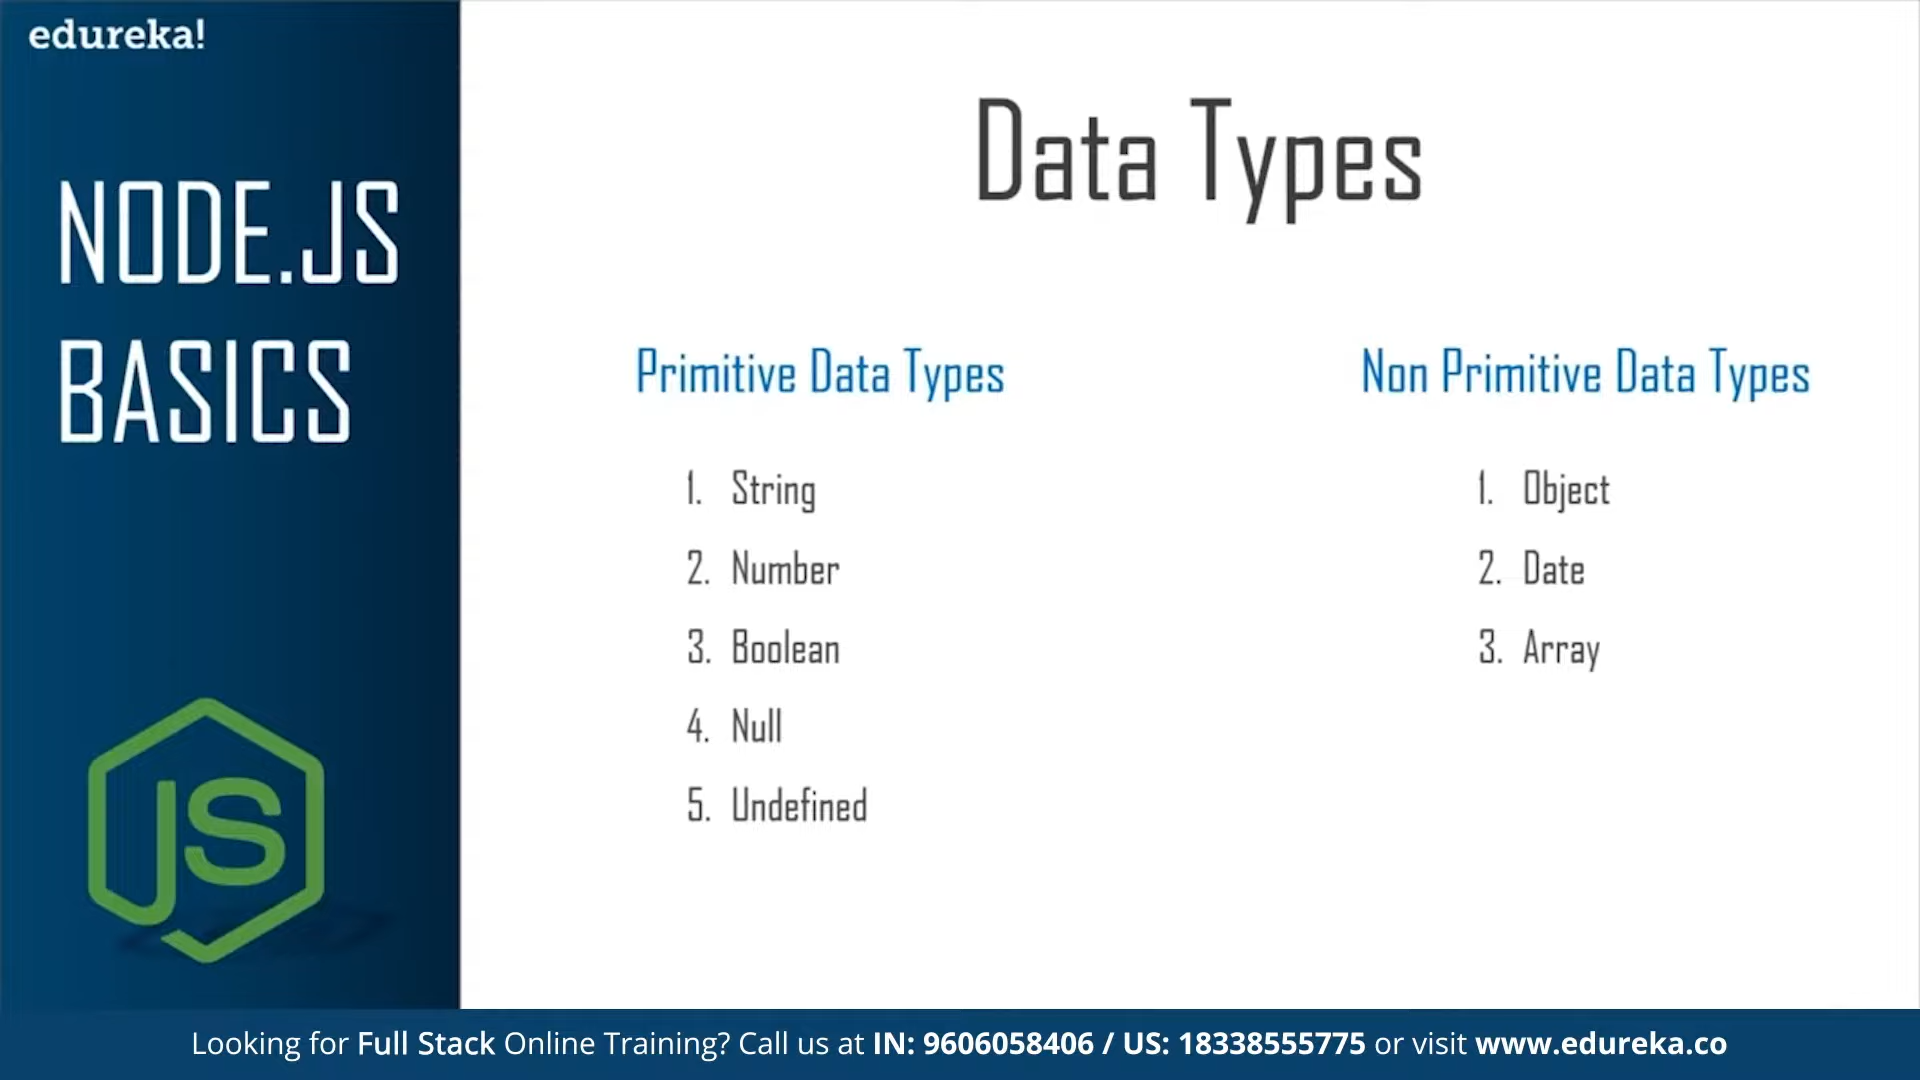 edureka!
NODE.JS
BASICS
JS
Data Types
Primitive Data Types
1. String
2. Number
3. Boolean
4. Null
5. Undefined
Non Primitive Data Types
1. Object
2. Date
3. Array
Looking for Full Stack Online Training? Call us at IN: 9606058406 / US: 18338555775 or visit www.edureka.co